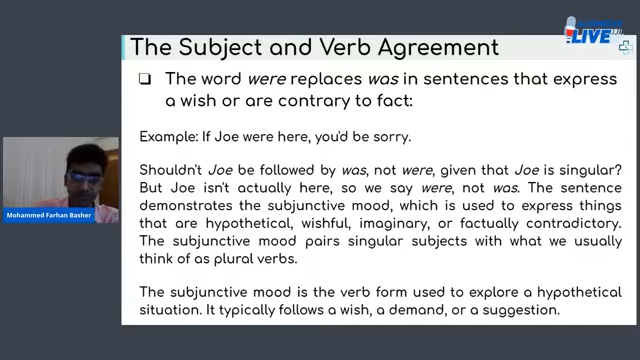 LIVE
The Subject and Verb Agreement
❑ The word were replaces was in sentences that express
a wish or are contrary to fact:
Example: If Joe were here, you'd be sorry.
Shouldn't Joe be followed by was, not were, given that Joe is singular?
But Joe isn't actually here, so we say were, not was. The sentence
demonstrates the subjunctive mood, which is used to express things
that are hypothetical, wishful, imaginary, or factually contradictory.
The subjunctive mood pairs singular subjects with what we usually
think of as plural verbs.
Mohammed Farhan Basher
The subjunctive mood is the verb form used to explore a hypothetical
situation. It typically follows a wish, a demand, or a suggestion.